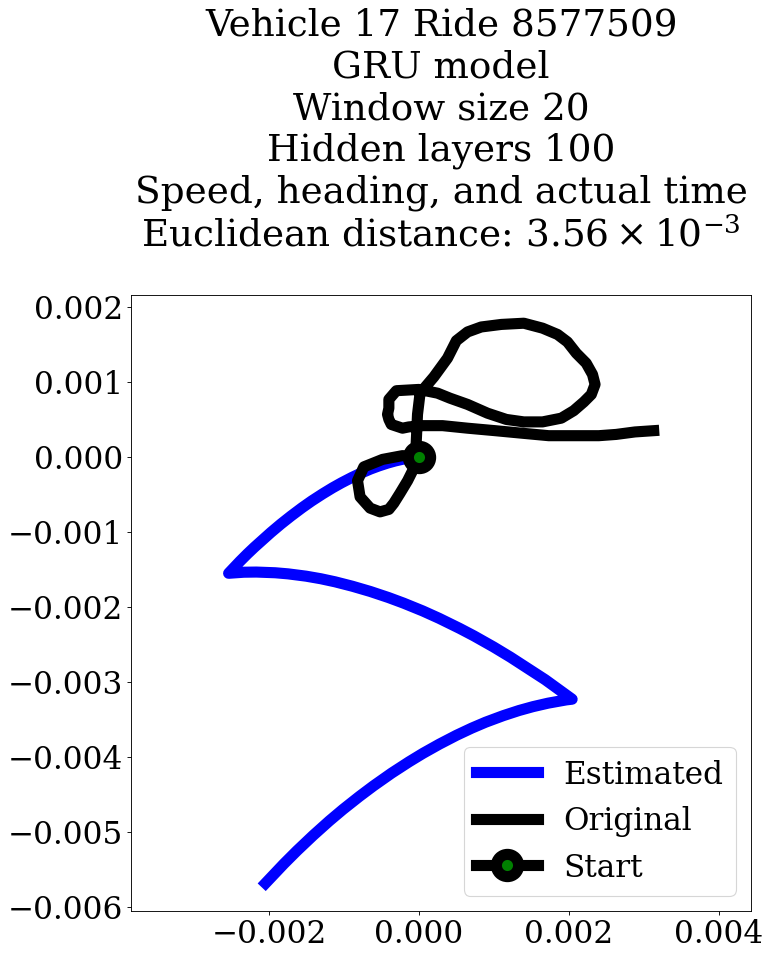 Vehicle 17 Ride 8577509
GRU model
Window size 20
Hidden layers 100
Speed, heading, and actual time
Euclidean distance: 3.56 × 10⁻³
0.002
0.001
0.000
−0.001
−0.002
−0.003
−0.004
−0.005
−0.006
Estimated
Original
Start
−0.002 0.000 0.002 0.004